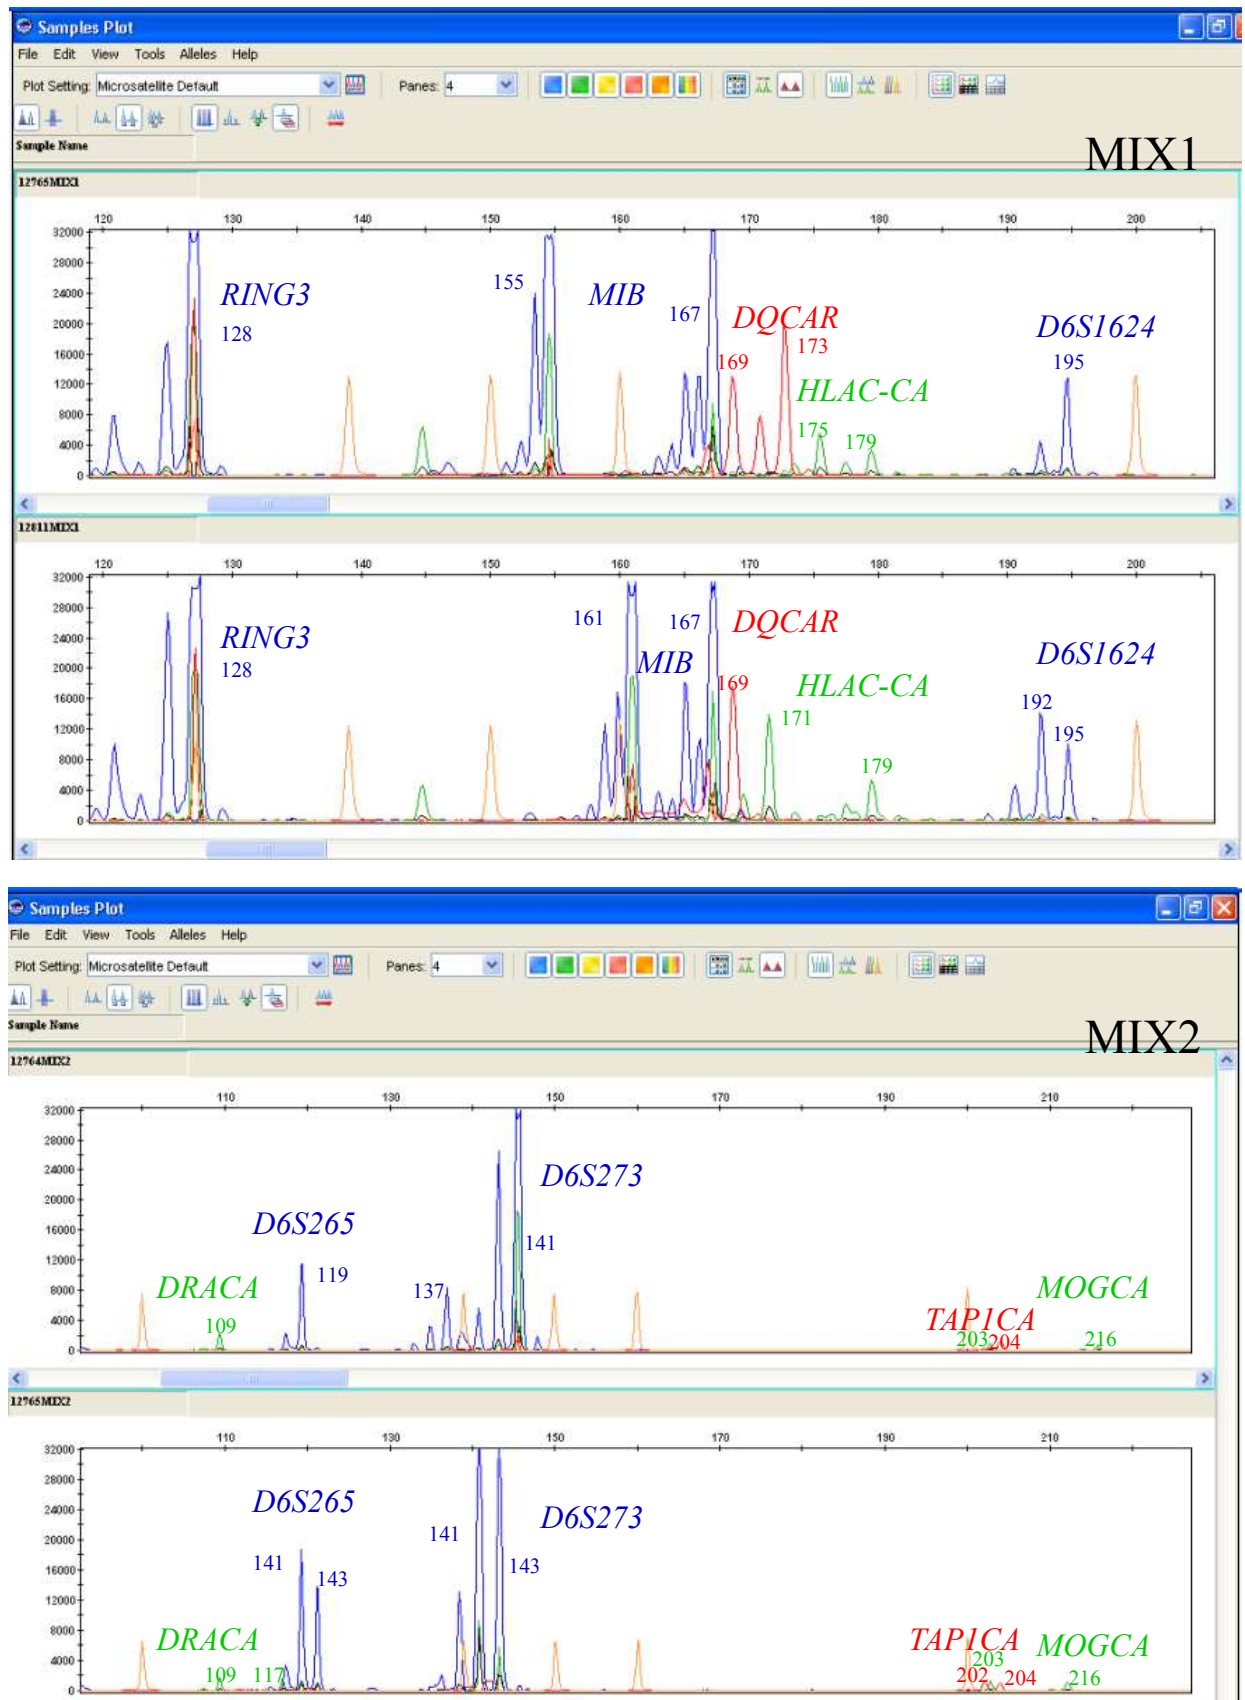 Samples Plot
File Edit View Tools Alleles Help
Plot Setting: Microsatellite Default Panes: 4
Sample Name
MIX1
12765MIX1
120 130 140 150 160 170 180 190 200
32000
28000
24000
20000
16000
12000
8000
4000
0
RING3
128
155
MIB
167
DQCAR
169
173
HLAC-CA
175
179
D6S1624
195
12811MIX1
120 130 140 150 160 170 180 190 200
32000
28000
24000
20000
16000
12000
8000
4000
0
RING3
128
161
MIB
167
DQCAR
169
HLAC-CA
171
179
D6S1624
192
195
Samples Plot
File Edit View Tools Alleles Help
Plot Setting: Microsatellite Default Panes: 4
Sample Name
MIX2
12764MIX2
110 130 150 170 190 210
32000
28000
24000
20000
16000
12000
8000
4000
0
DRACA
109
D6S265
119
137
D6S273
141
TAP1CA
203
204
MOGCA
216
12765MIX2
110 130 150 170 190 210
32000
28000
24000
20000
16000
12000
8000
4000
0
DRACA
109
117
D6S265
141
143
141
D6S273
143
TAP1CA
203
202
204
MOGCA
216